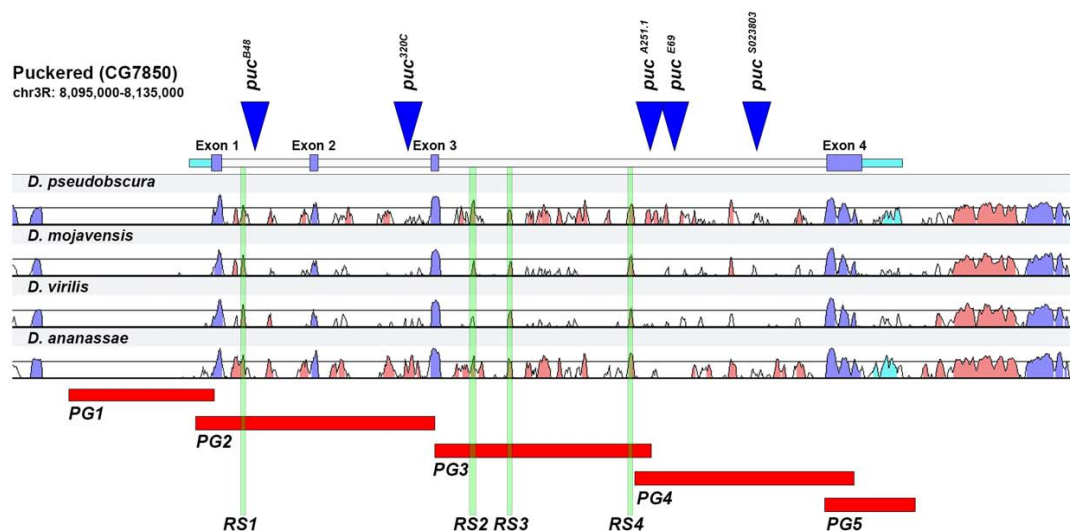 puc^B48
puc^320C
puc^A251.1
puc^E69
puc^S023803
Puckered (CG7850)
chr3R: 8,095,000-8,135,000
Exon 1 Exon 2 Exon 3 Exon 4
D. pseudobscura
D. mojavensis
D. virilis
D. ananassae
PG1
PG2
PG3
PG4
RS1 RS2 RS3 RS4 PG5